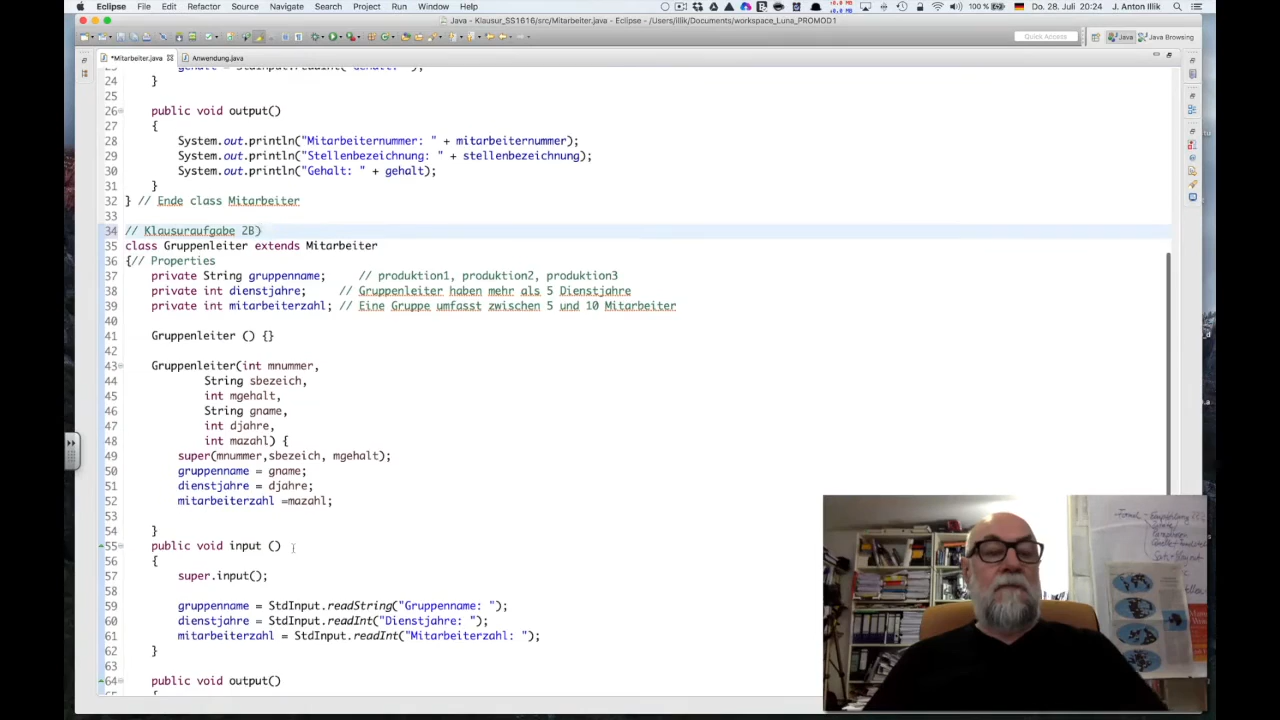 Eclipse File Edit Refactor Source Navigate Search Project Run Window Help 100 % Do. 28. Juli 20:24 J. Anton Illik
Java - Klausur_SS1616/src/Mitarbeiter.java - Eclipse - /Users/illik/Documents/workspace_Luna_PROMOD1
Quick Access Java Java Browsing
*Mitarbeiter.java Anwendung.java
24 }
25
26 public void output()
27 {
28 System.out.println("Mitarbeiternummer: " + mitarbeiternummer);
29 System.out.println("Stellenbezeichnung: " + stellenbezeichnung);
30 System.out.println("Gehalt: " + gehalt);
31 }
32 } // Ende class Mitarbeiter
33
34 // Klausuraufgabe 2B)
35 class Gruppenleiter extends Mitarbeiter
36 {// Properties
37 private String gruppenname; // produktion1, produktion2, produktion3
38 private int dienstjahre; // Gruppenleiter haben mehr als 5 Dienstjahre
39 private int mitarbeiterzahl; // Eine Gruppe umfasst zwischen 5 und 10 Mitarbeiter
40
41 Gruppenleiter () {}
42
43 Gruppenleiter(int mnummer,
44 String sbezeich,
45 int mgehalt,
46 String gname,
47 int djahre,
48 int mazahl) {
49 super(mnummer,sbezeich, mgehalt);
50 gruppenname = gname;
51 dienstjahre = djahre;
52 mitarbeiterzahl =mazahl;
53
54 }
55 public void input ()
56 {
57 super.input();
58
59 gruppenname = StdInput.readString("Gruppenname: ");
60 dienstjahre = StdInput.readInt("Dienstjahre: ");
61 mitarbeiterzahl = StdInput.readInt("Mitarbeiterzahl: ");
62 }
63
64 public void output()